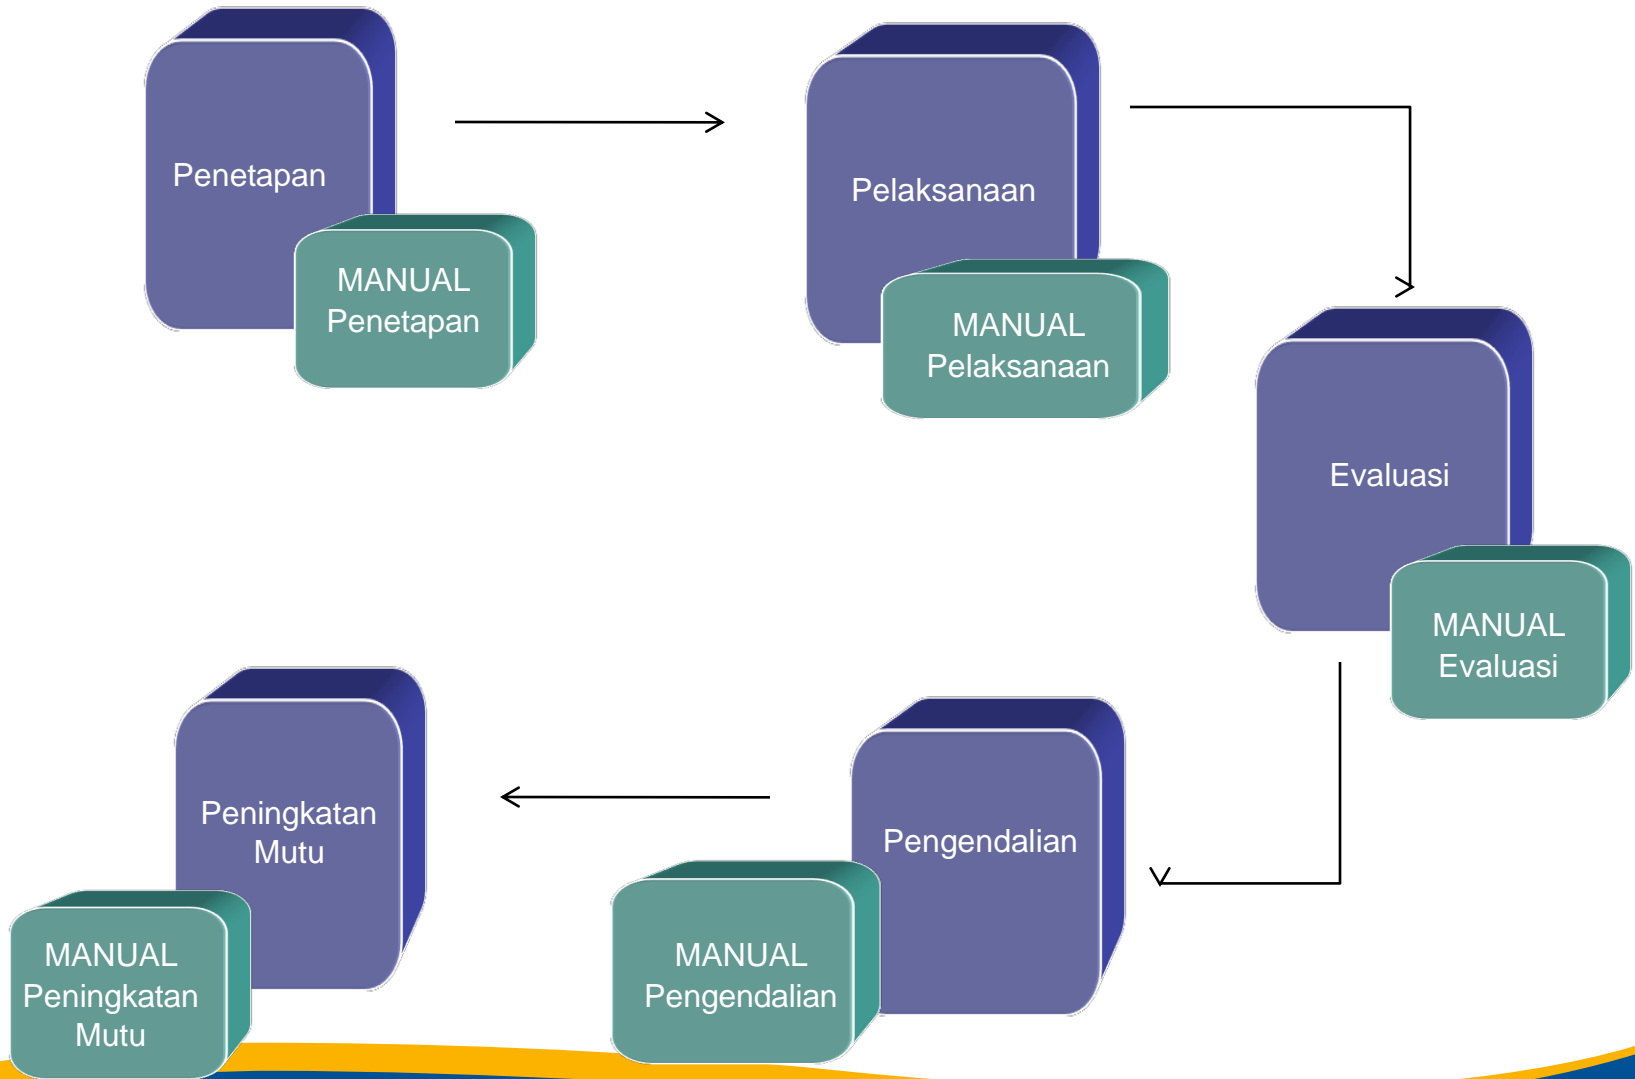 Penetapan
MANUAL
Penetapan
Pelaksanaan
MANUAL
Pelaksanaan
Evaluasi
MANUAL
Evaluasi
Pengendalian
MANUAL
Pengendalian
Peningkatan
Mutu
MANUAL
Peningkatan
Mutu